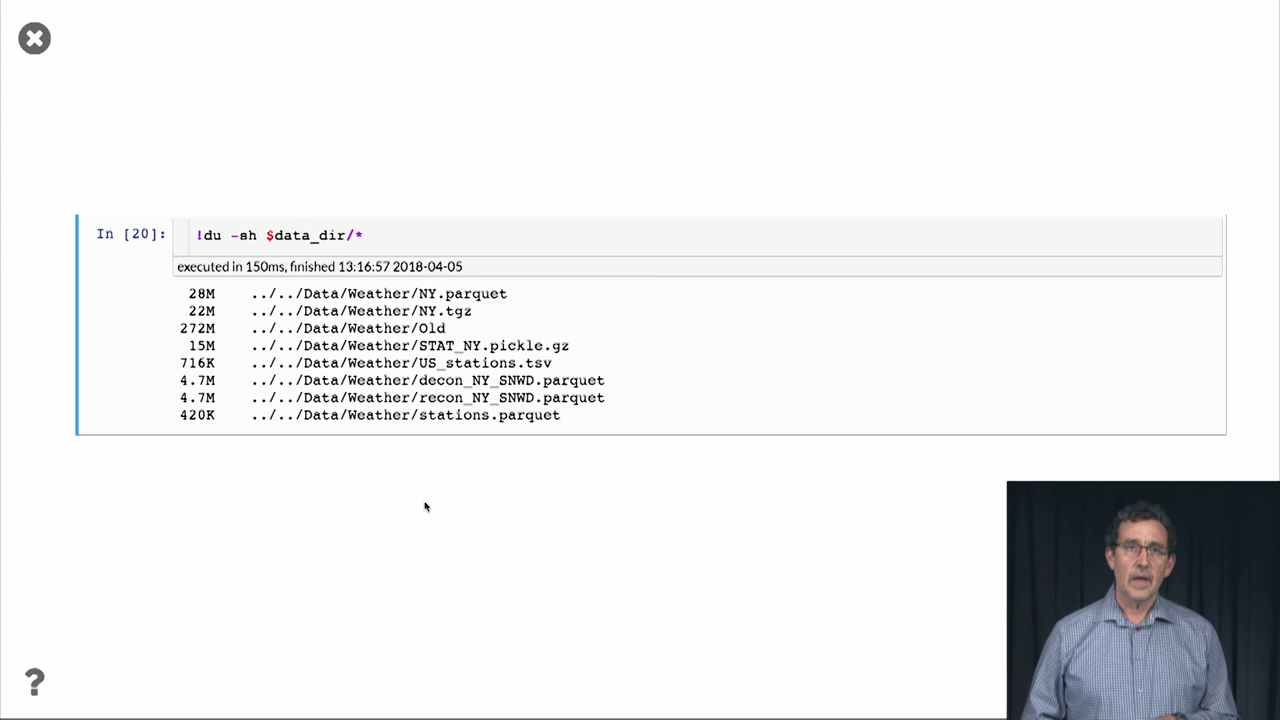 In [20]: !du -sh $data_dir/*
executed in 150ms, finished 13:16:57 2018-04-05
28M ../../Data/Weather/NY.parquet
22M ../../Data/Weather/NY.tgz
272M ../../Data/Weather/Old
15M ../../Data/Weather/STAT_NY.pickle.gz
716K ../../Data/Weather/US_stations.tsv
4.7M ../../Data/Weather/decon_NY_SNWD.parquet
4.7M ../../Data/Weather/recon_NY_SNWD.parquet
420K ../../Data/Weather/stations.parquet
?